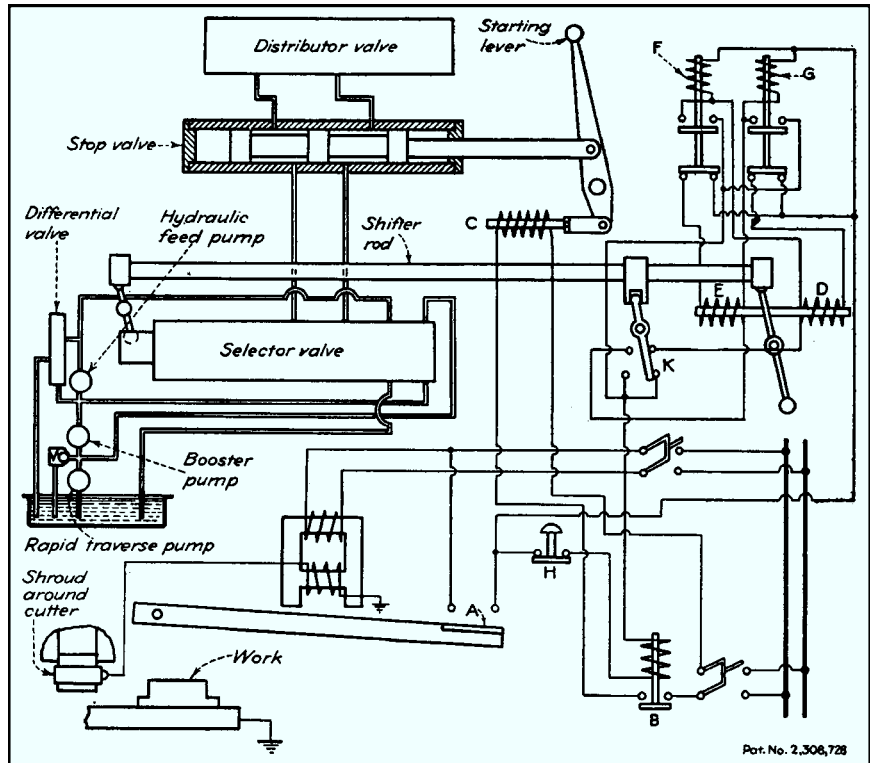 Distributor valve
Starting
lever
F
G
Stop valve
Differential
valve
Hydraulic
feed pump
C
Shifter
rod
E
D
Selector valve
K
Booster
pump
Rapid traverse pump
H
Shroud
around
cutter
A
Work
B
Pat. No. 2,308,728